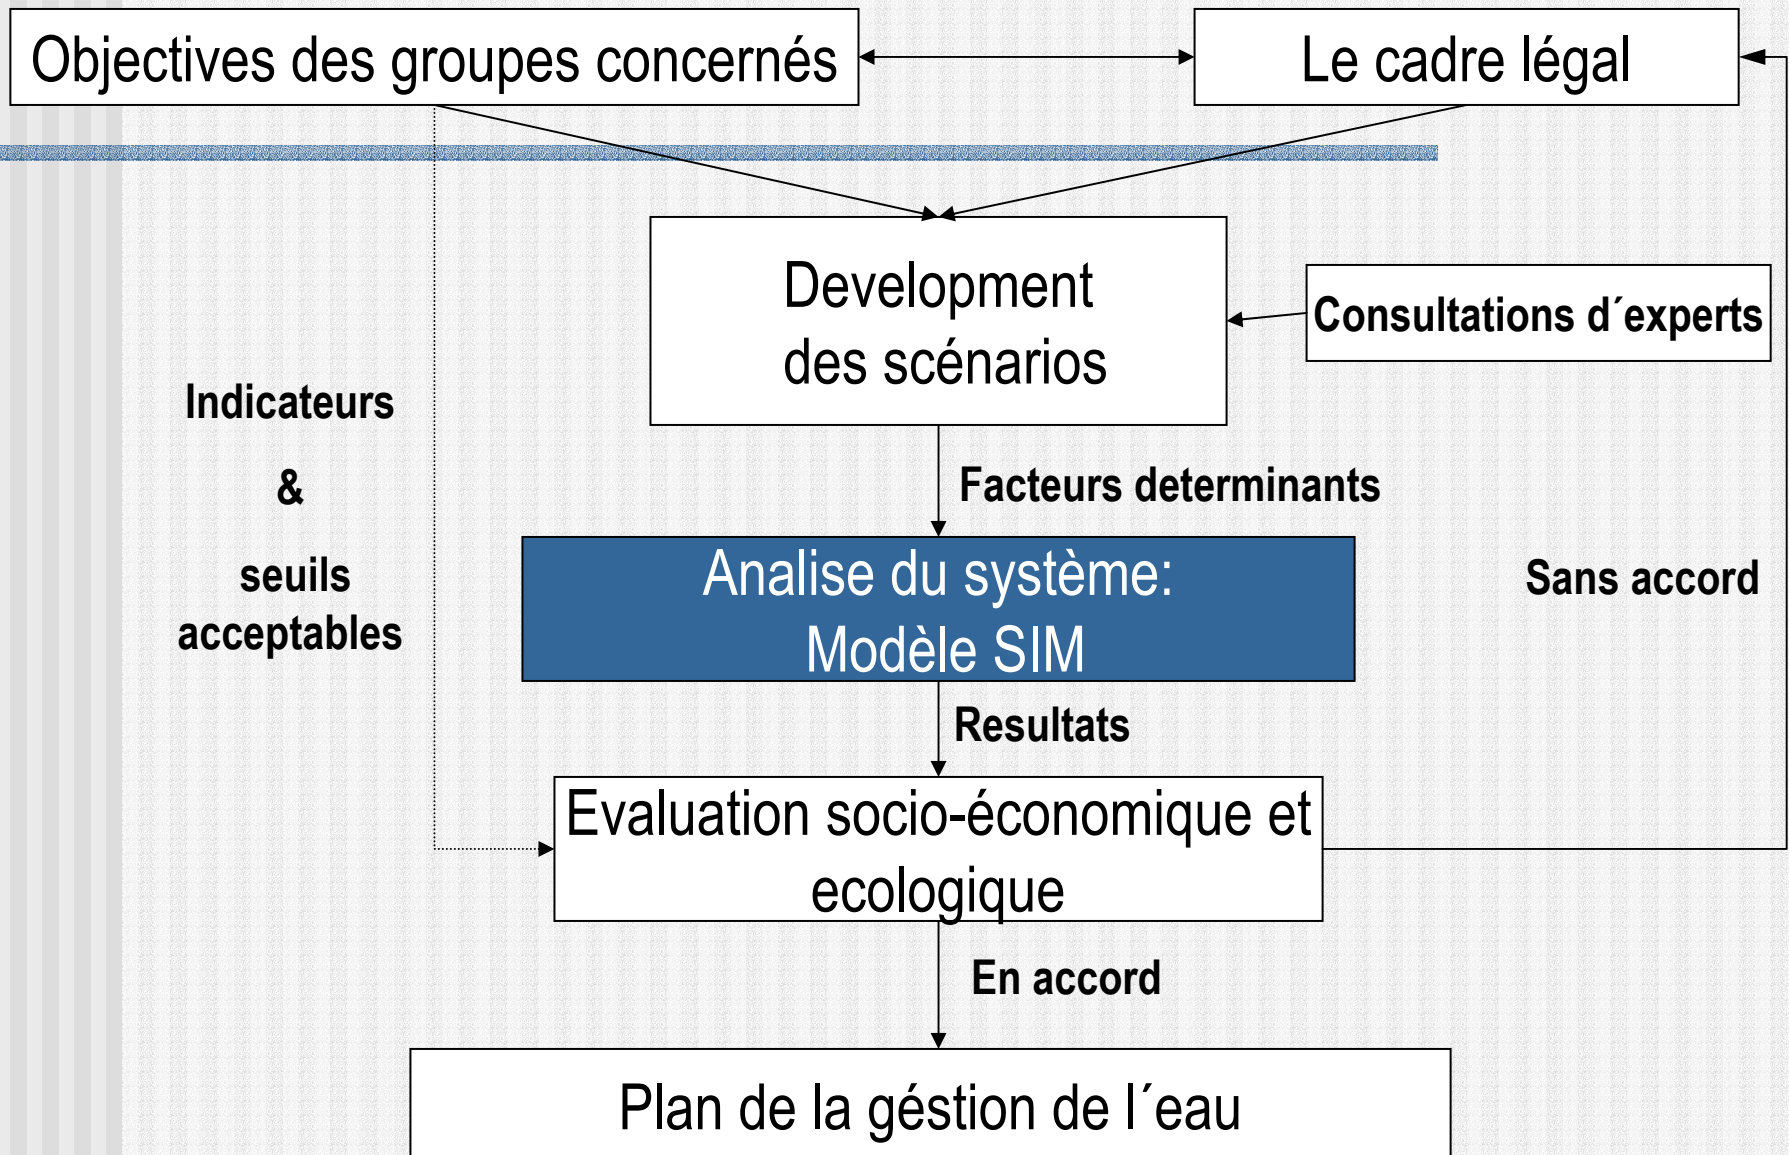 Objectives des groupes concernés
Le cadre légal
Development
des scénarios
Consultations d´experts
Indicateurs
&
seuils
acceptables
Facteurs determinants
Analise du système:
Modèle SIM
Sans accord
Resultats
Evaluation socio-économique et
ecologique
En accord
Plan de la géstion de l´eau